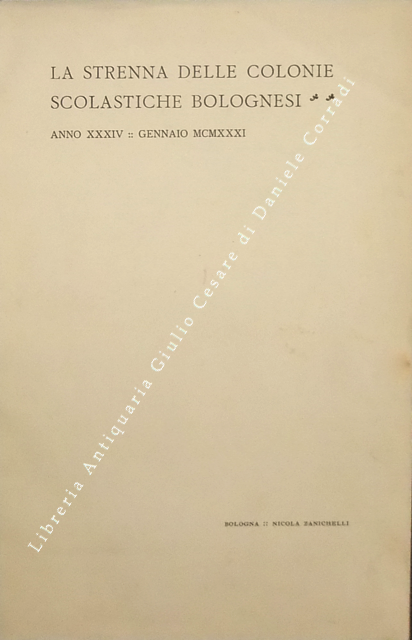 LA STRENNA DELLE COLONIE
SCOLASTICHE BOLOGNESI
ANNO XXXIV :: GENNAIO MCMXXXI
Libreria Antiquaria Giulio Cesare di Daniele Corradi
BOLOGNA :: NICOLA ZANICHELLI